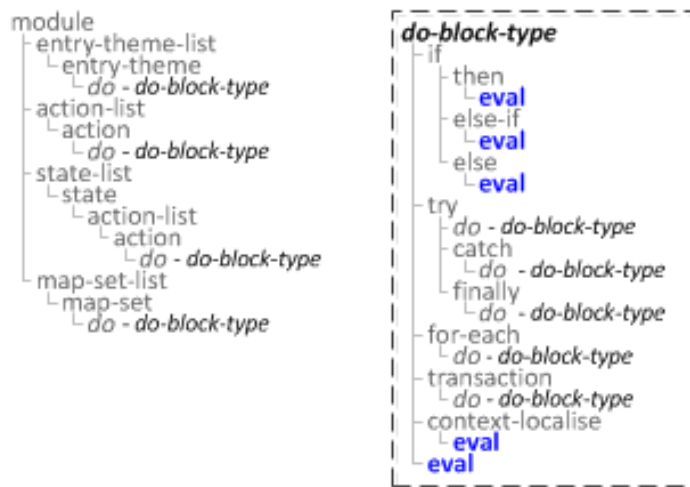 module
entry-theme-list
entry-theme
do - do-block-type
action-list
action
do - do-block-type
state-list
state
action-list
action
do - do-block-type
map-set-list
map-set
do - do-block-type
do-block-type
if
then
eval
else-if
eval
else
eval
try
do - do-block-type
catch
do - do-block-type
finally
do - do-block-type
for-each
do - do-block-type
transaction
do - do-block-type
context-localise
eval
eval